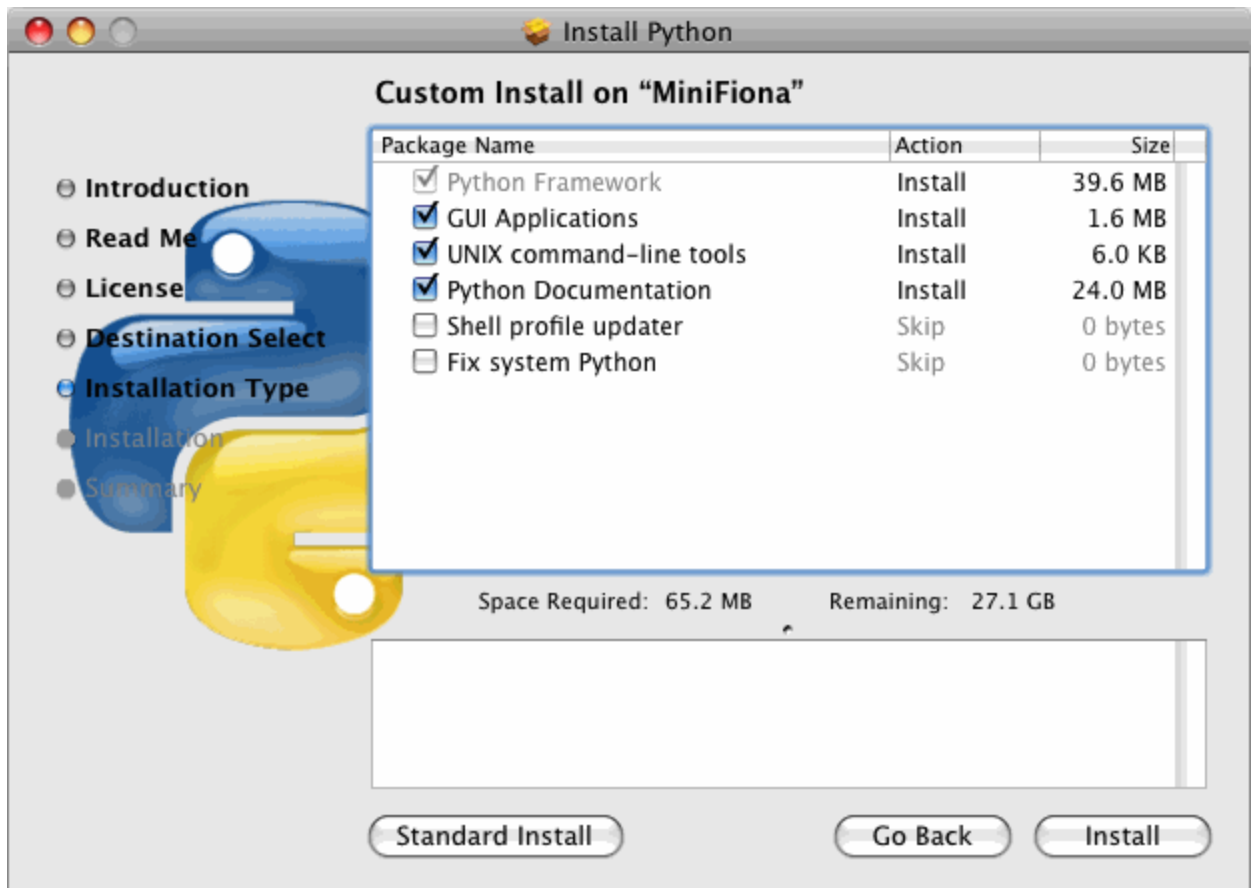 Install Python
Custom Install on “MiniFiona”
Introduction
Read Me
License
Destination Select
Installation Type
Installation
Summary
Package Name Action Size
Python Framework Install 39.6 MB
GUI Applications Install 1.6 MB
UNIX command-line tools Install 6.0 KB
Python Documentation Install 24.0 MB
Shell profile updater Skip 0 bytes
Fix system Python Skip 0 bytes
Space Required: 65.2 MB Remaining: 27.1 GB
Standard Install Go Back Install